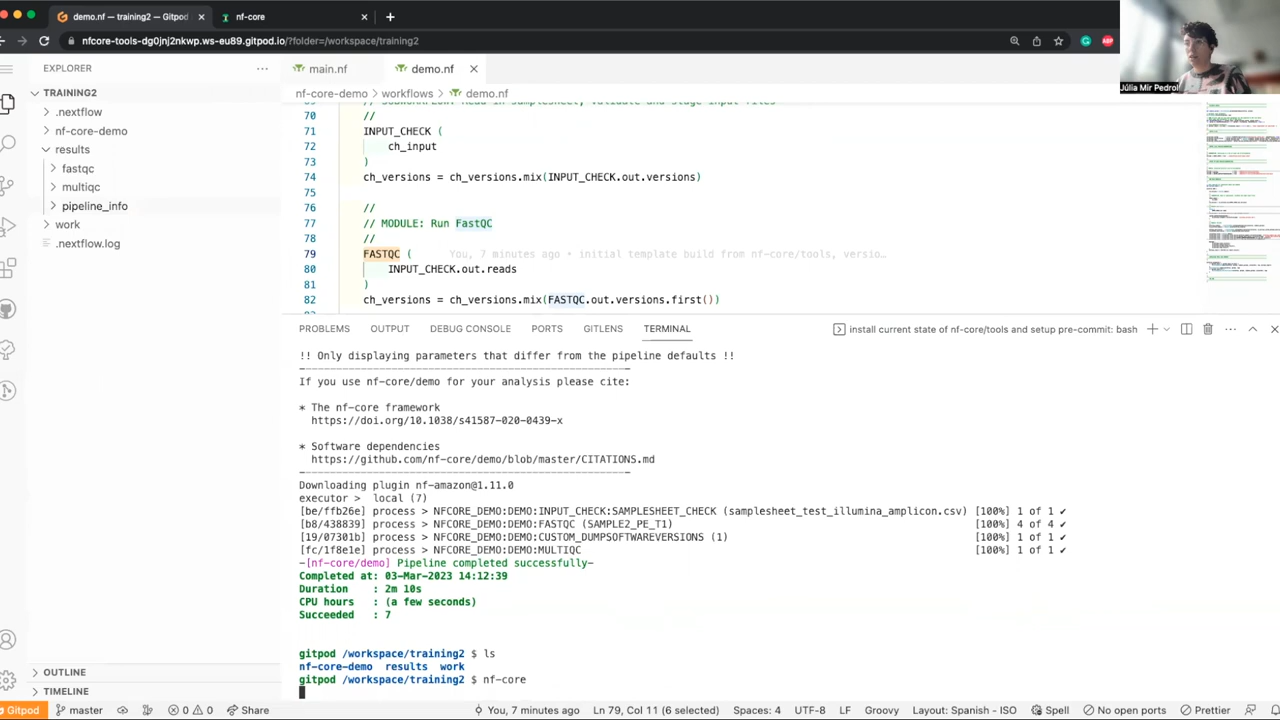 demo.nf — training2 — Gitpod
nf-core
nfcore-tools-dg0jnj2nkwp.ws-eu89.gitpod.io/?folder=/workspace/training2
ABP
Júlia Mir Pedrol
EXPLORER
TRAINING2
.nextflow
nf-core-demo
results
fastqc
multiqc
pipeline_info
work
.nextflow.log
OUTLINE
TIMELINE
main.nf
demo.nf
nf-core-demo > workflows > demo.nf
70 //
71 INPUT_CHECK (
72 ch_input
73 )
74 ch_versions = ch_versions.mix(INPUT_CHECK.out.versions)
75
76 //
77 // MODULE: Run FastQC
78 //
79 FASTQC (
80 INPUT_CHECK.out.reads
81 )
82 ch_versions = ch_versions.mix(FASTQC.out.versions.first())
PROBLEMS OUTPUT DEBUG CONSOLE PORTS GITLENS TERMINAL
install current state of nf-core/tools and setup pre-commit: bash
!! Only displaying parameters that differ from the pipeline defaults !!
If you use nf-core/demo for your analysis please cite:
* The nf-core framework
https://doi.org/10.1038/s41587-020-0439-x
* Software dependencies
https://github.com/nf-core/demo/blob/master/CITATIONS.md
Downloading plugin nf-amazon@1.11.0
executor > local (7)
[be/ffb26e] process > NFCORE_DEMO:DEMO:INPUT_CHECK:SAMPLESHEET_CHECK (samplesheet_test_illumina_amplicon.csv) [100%] 1 of 1 ✔
[b8/438839] process > NFCORE_DEMO:DEMO:FASTQC (SAMPLE2_PE_T1) [100%] 4 of 4 ✔
[19/07301b] process > NFCORE_DEMO:DEMO:CUSTOM_DUMPSOFTWAREVERSIONS (1) [100%] 1 of 1 ✔
[fc/1f8e1e] process > NFCORE_DEMO:DEMO:MULTIQC [100%] 1 of 1 ✔
-[nf-core/demo] Pipeline completed successfully-
Completed at: 03-Mar-2023 14:12:39
Duration : 2m 10s
CPU hours : (a few seconds)
Succeeded : 7
gitpod /workspace/training2 $ ls
nf-core-demo results work
gitpod /workspace/training2 $ nf-core
Gitpod master 0 0 Share You, 7 minutes ago Ln 79, Col 11 (6 selected) Spaces: 4 UTF-8 LF Groovy Layout: Spanish - ISO Spell No open ports Prettier